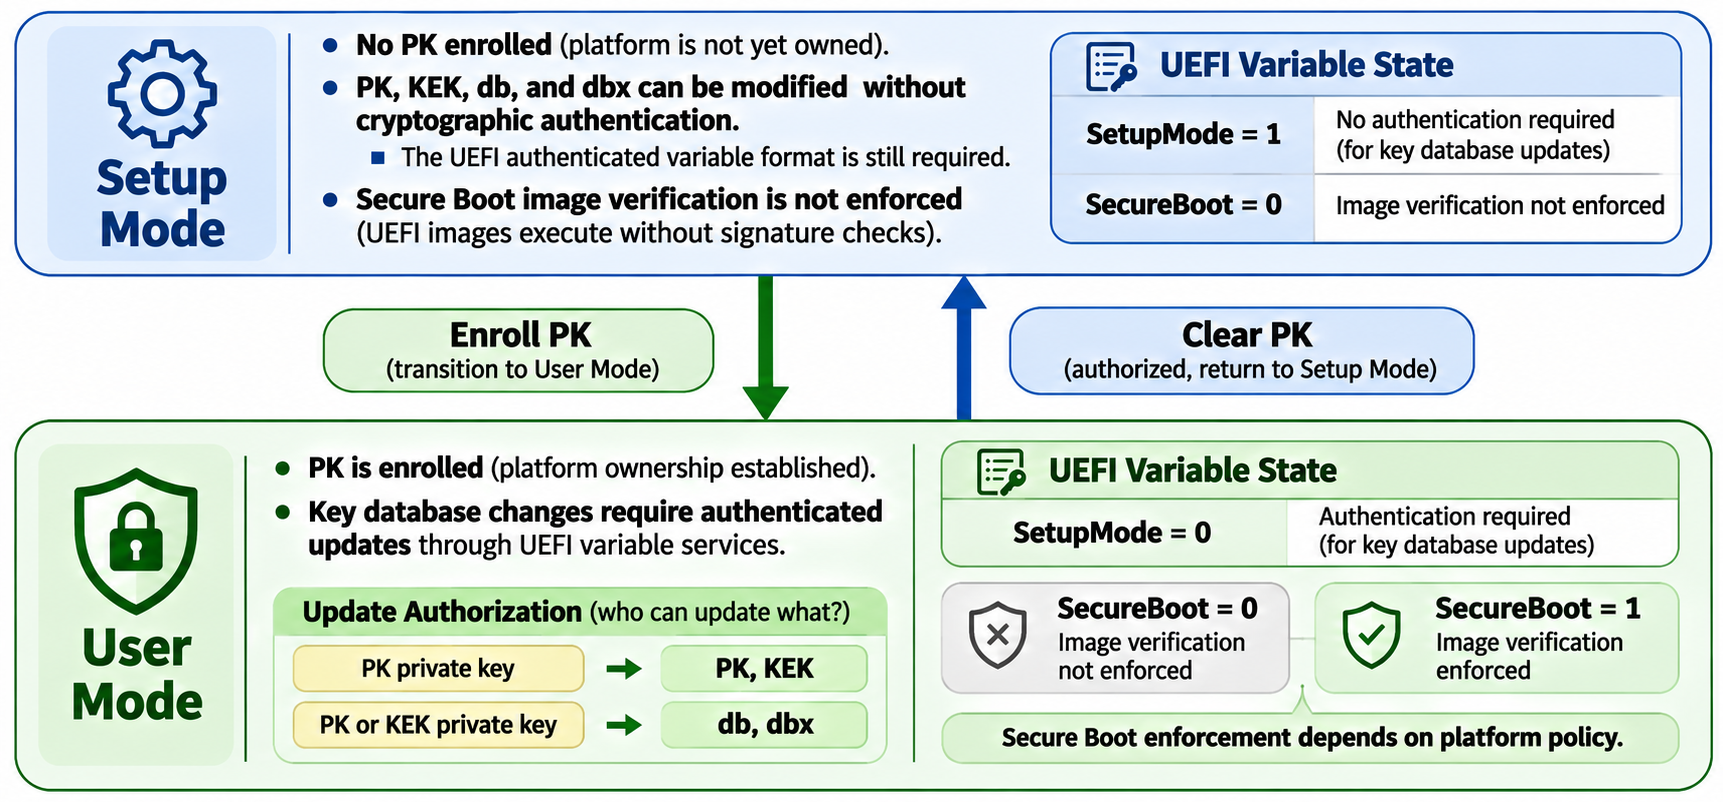 Setup
Mode
No PK enrolled (platform is not yet owned).
PK, KEK, db, and dbx can be modified without
cryptographic authentication.
The UEFI authenticated variable format is still required.
Secure Boot image verification is not enforced
(UEFI images execute without signature checks).
UEFI Variable State
SetupMode = 1
No authentication required
(for key database updates)
SecureBoot = 0
Image verification not enforced
Enroll PK
(transition to User Mode)
Clear PK
(authorized, return to Setup Mode)
User
Mode
PK is enrolled (platform ownership established).
Key database changes require authenticated
updates through UEFI variable services.
Update Authorization (who can update what?)
PK private key
PK, KEK
PK or KEK private key
db, dbx
UEFI Variable State
SetupMode = 0
Authentication required
(for key database updates)
SecureBoot = 0
Image verification
not enforced
SecureBoot = 1
Image verification
enforced
Secure Boot enforcement depends on platform policy.